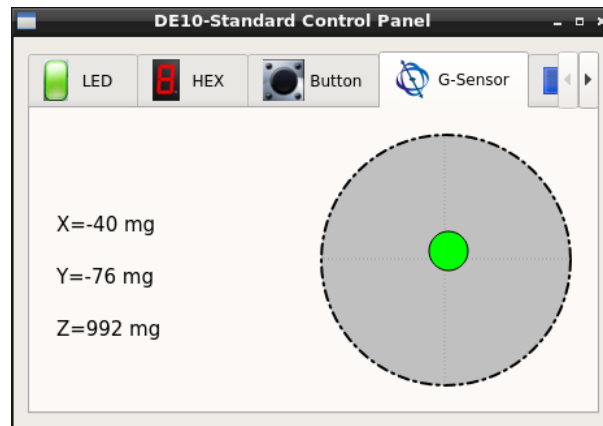 DE10-Standard Control Panel
LED HEX Button G-Sensor
X=-40 mg
Y=-76 mg
Z=992 mg